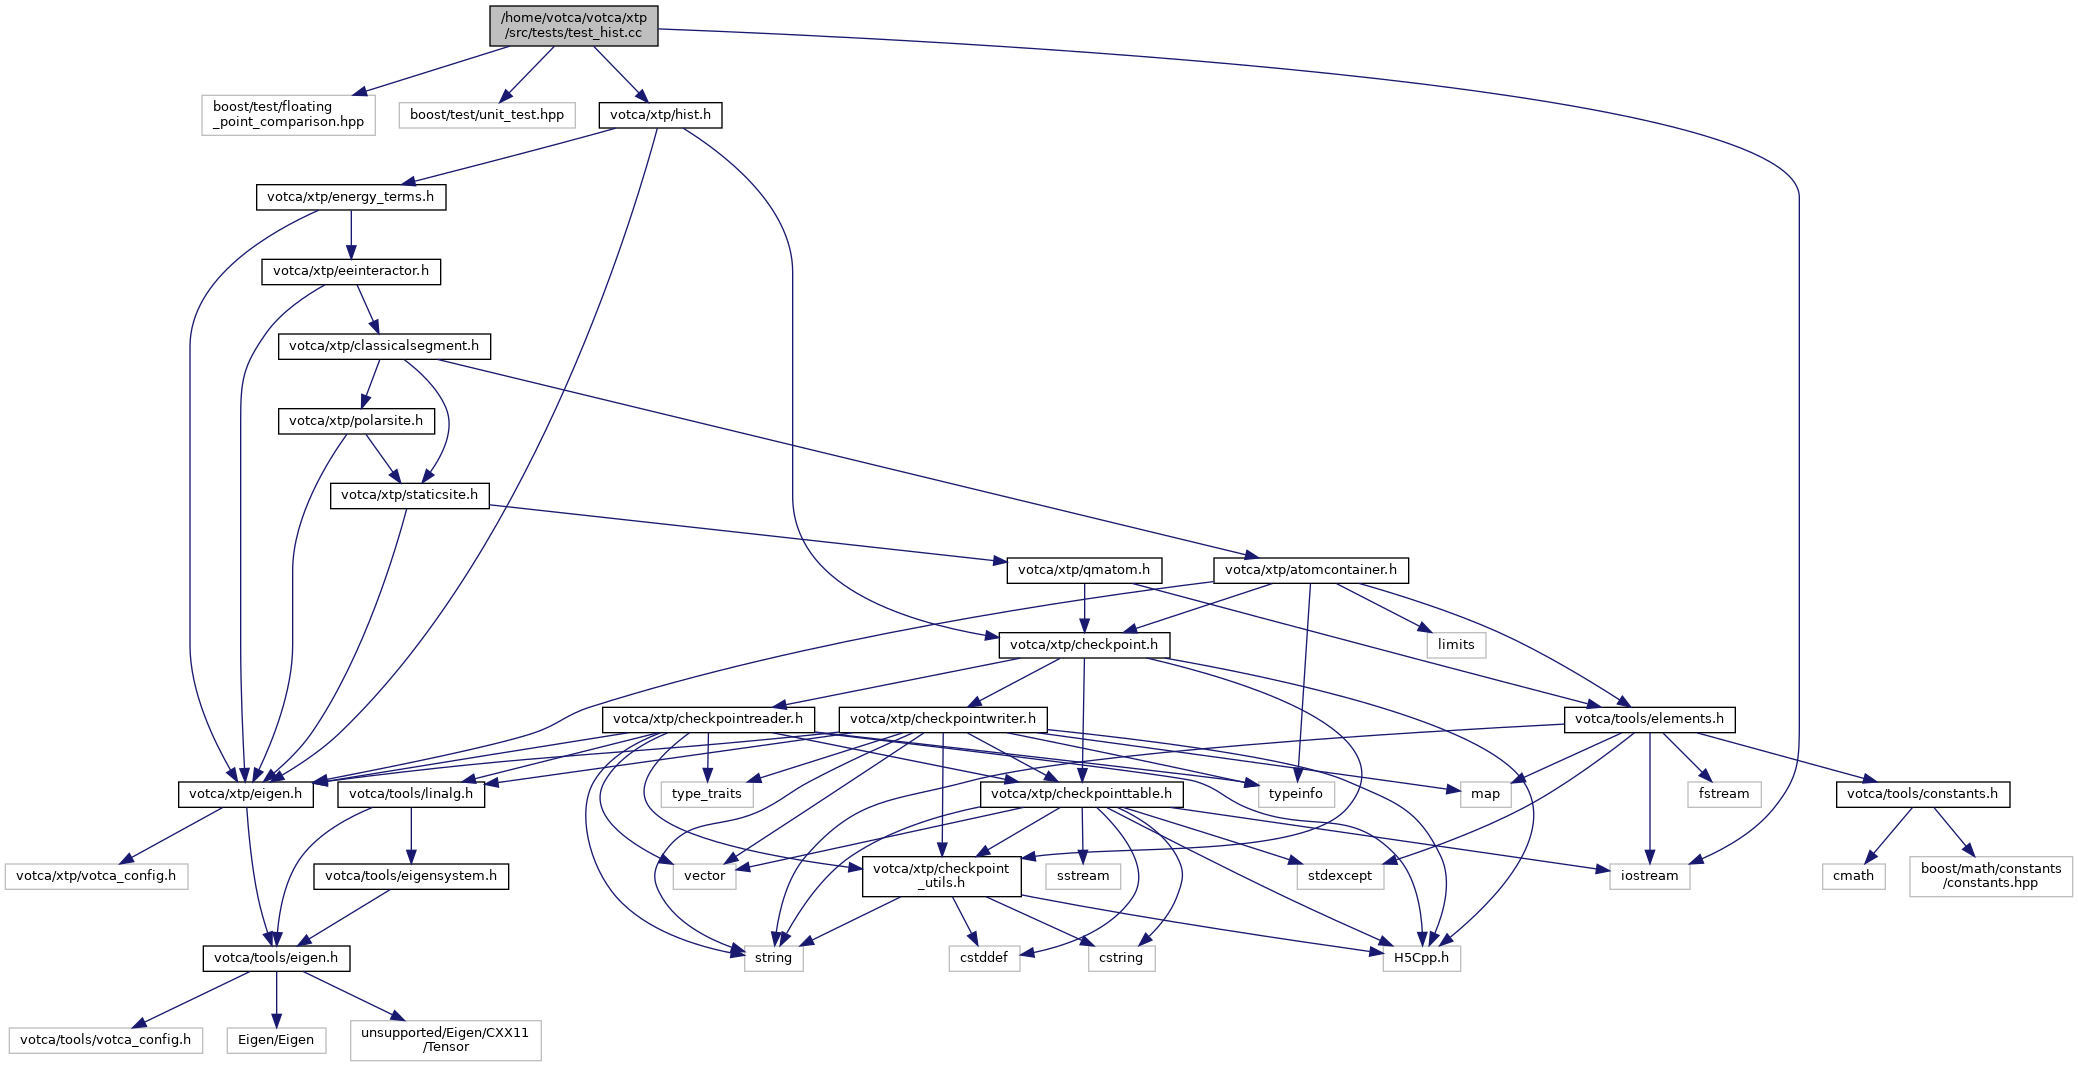 /home/votca/votca/xtp
/src/tests/test_hist.cc
boost/test/floating
_point_comparison.hpp
boost/test/unit_test.hpp
votca/xtp/hist.h
votca/xtp/energy_terms.h
votca/xtp/eeinteractor.h
votca/xtp/classicalsegment.h
votca/xtp/polarsite.h
votca/xtp/staticsite.h
votca/xtp/qmatom.h
votca/xtp/atomcontainer.h
votca/xtp/checkpoint.h
limits
votca/xtp/checkpointreader.h
votca/xtp/checkpointwriter.h
votca/tools/elements.h
votca/xtp/eigen.h
votca/tools/linalg.h
type_traits
votca/xtp/checkpointtable.h
typeinfo
map
fstream
votca/tools/constants.h
votca/xtp/votca_config.h
votca/tools/eigensystem.h
vector
votca/xtp/checkpoint
_utils.h
sstream
stdexcept
iostream
cmath
boost/math/constants
/constants.hpp
votca/tools/eigen.h
string
cstddef
cstring
H5Cpp.h
votca/tools/votca_config.h
Eigen/Eigen
unsupported/Eigen/CXX11
/Tensor